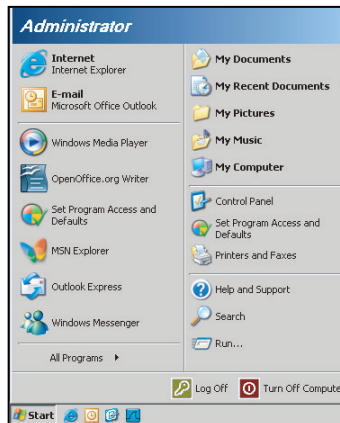 Administrator
Internet
Internet Explorer
E-mail
Microsoft Office Outlook
Windows Media Player
OpenOffice.org Writer
Set Program Access and
Defaults
MSN Explorer
Outlook Express
Windows Messenger
All Programs
My Documents
My Recent Documents
My Pictures
My Music
My Computer
Control Panel
Set Program Access and
Defaults
Printers and Faxes
Help and Support
Search
Run...
Log Off
Turn Off Compute
Start